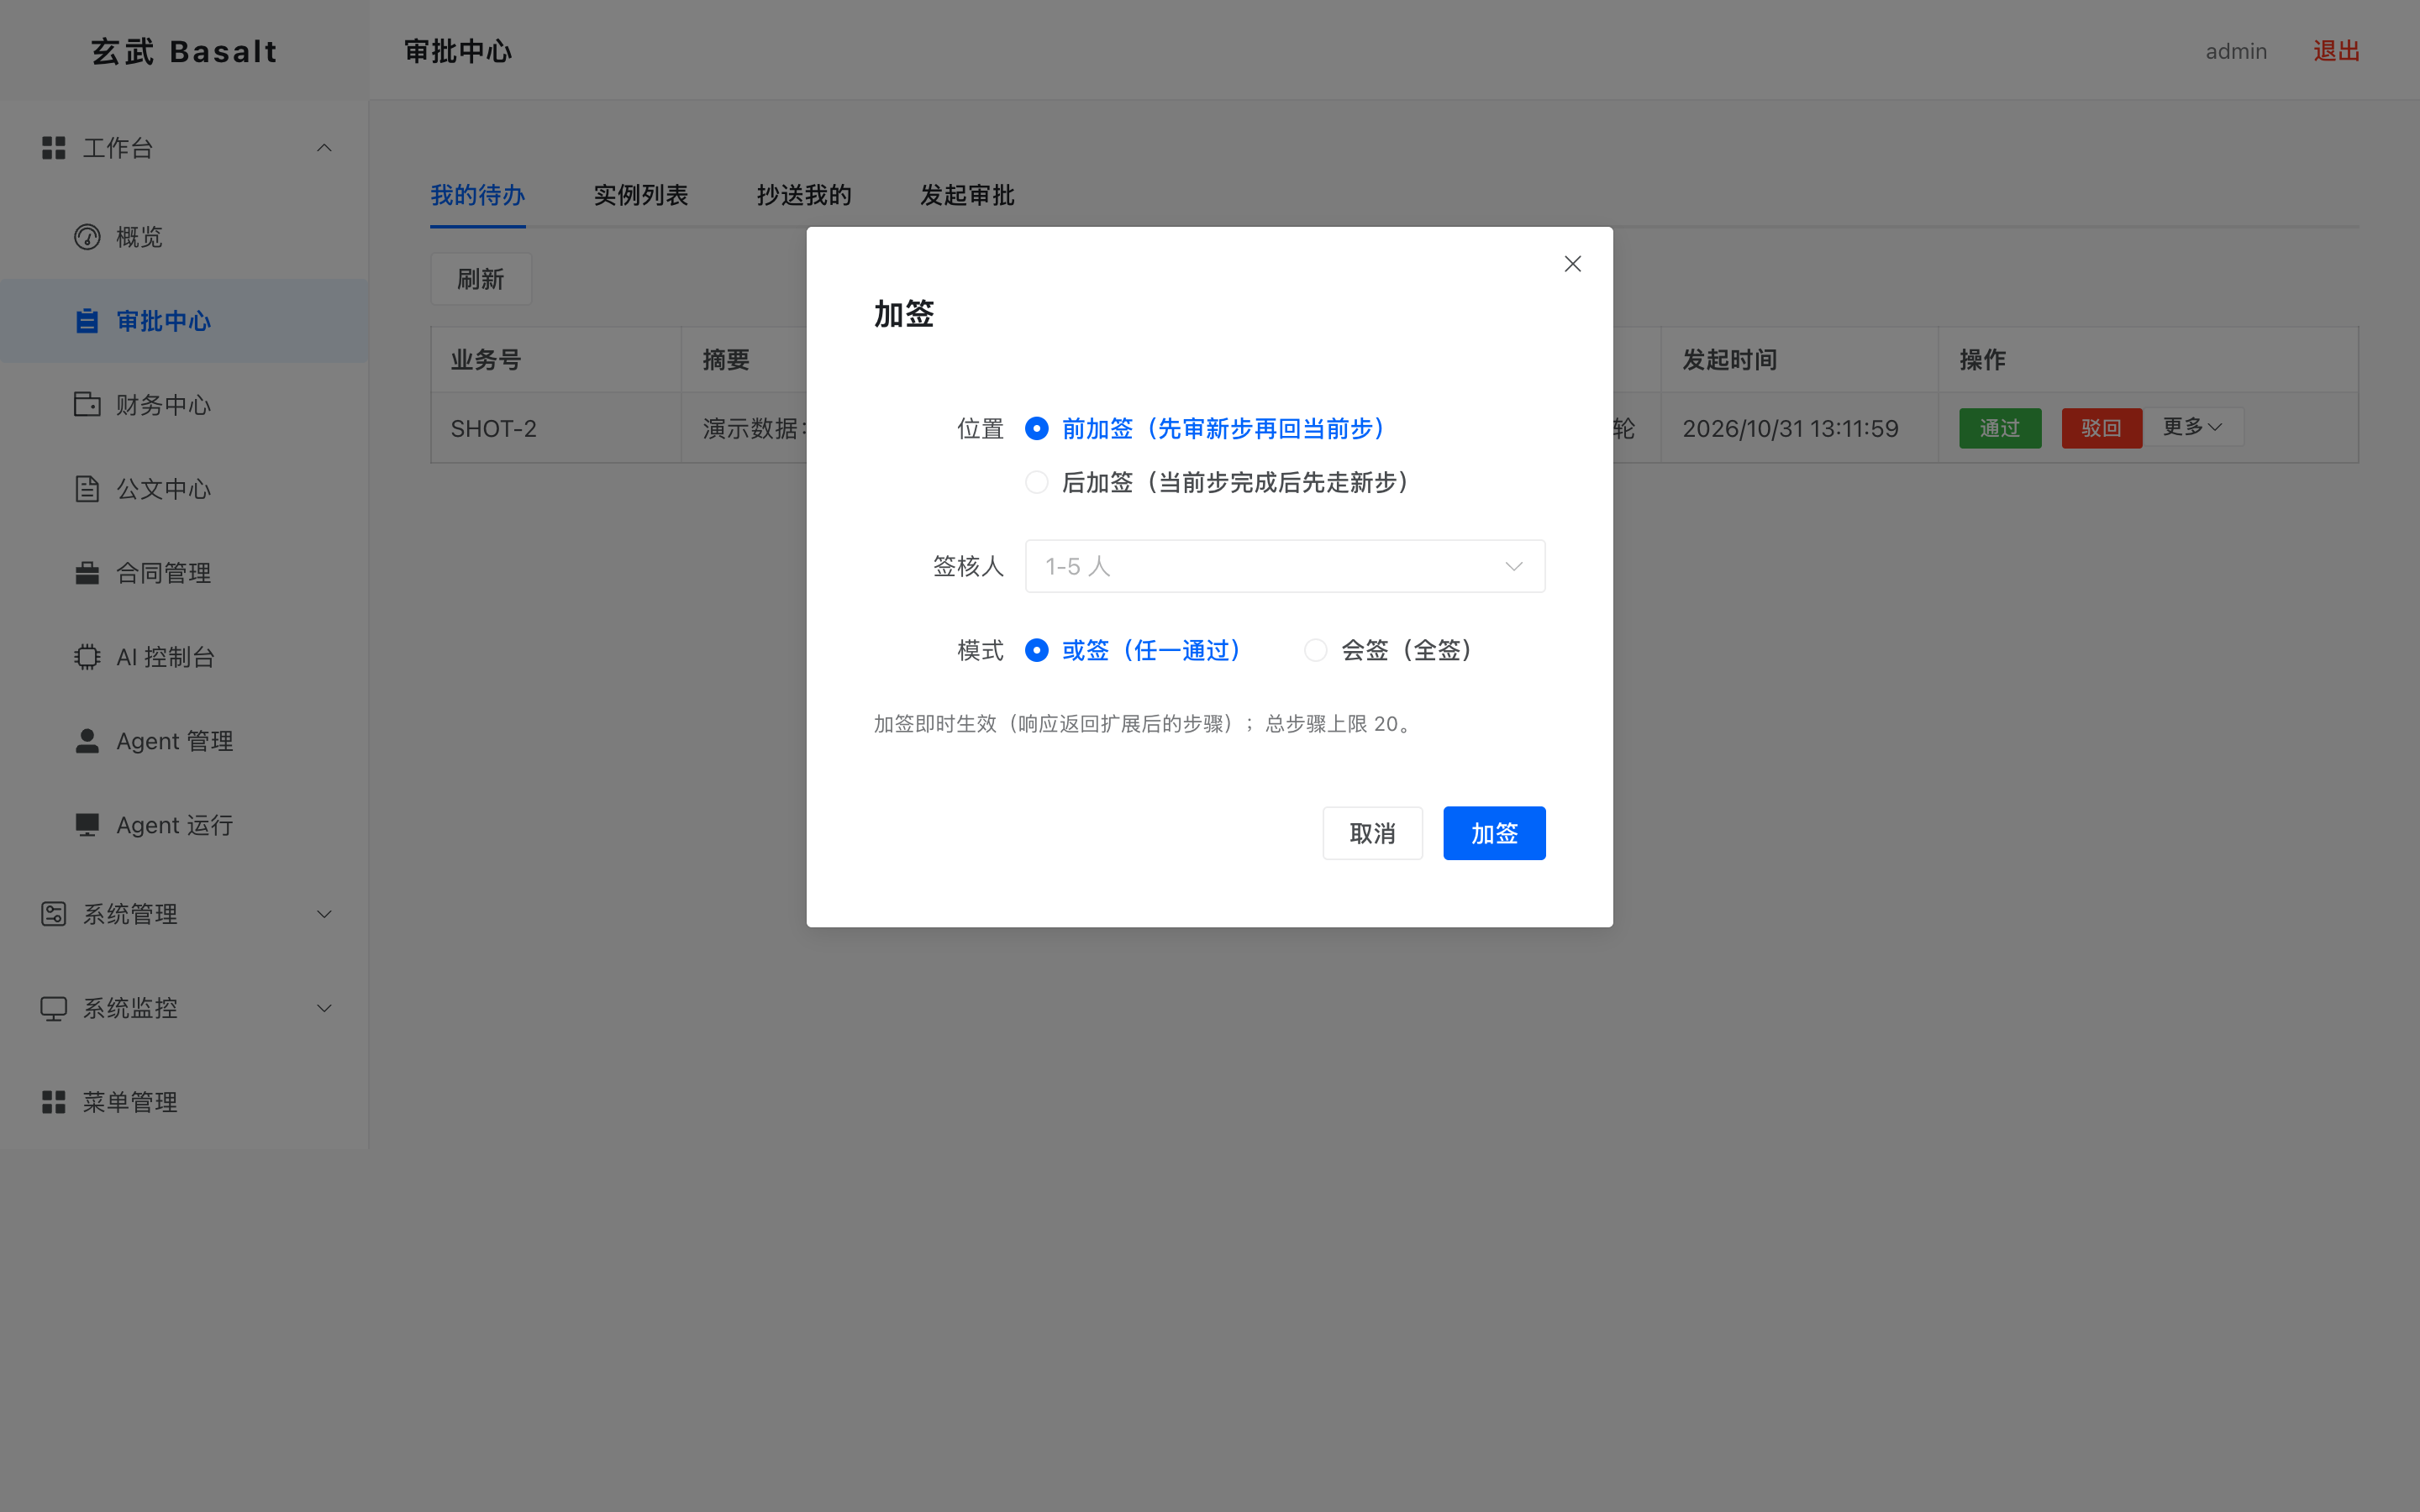 玄武 Basalt
审批中心
admin
退出
工作台
概览
审批中心
财务中心
公文中心
合同管理
AI 控制台
Agent 管理
Agent 运行
系统管理
系统监控
菜单管理
我的待办
实例列表
抄送我的
发起审批
刷新
业务号
摘要
发起时间
操作
SHOT-2
演示数据:
轮
2026/10/31 13:11:59
通过
驳回
更多
加签
位置
前加签（先审新步再回当前步）
后加签（当前步完成后先走新步）
签核人
1-5 人
模式
或签（任一通过）
会签（全签）
加签即时生效（响应返回扩展后的步骤）；总步骤上限 20。
取消
加签